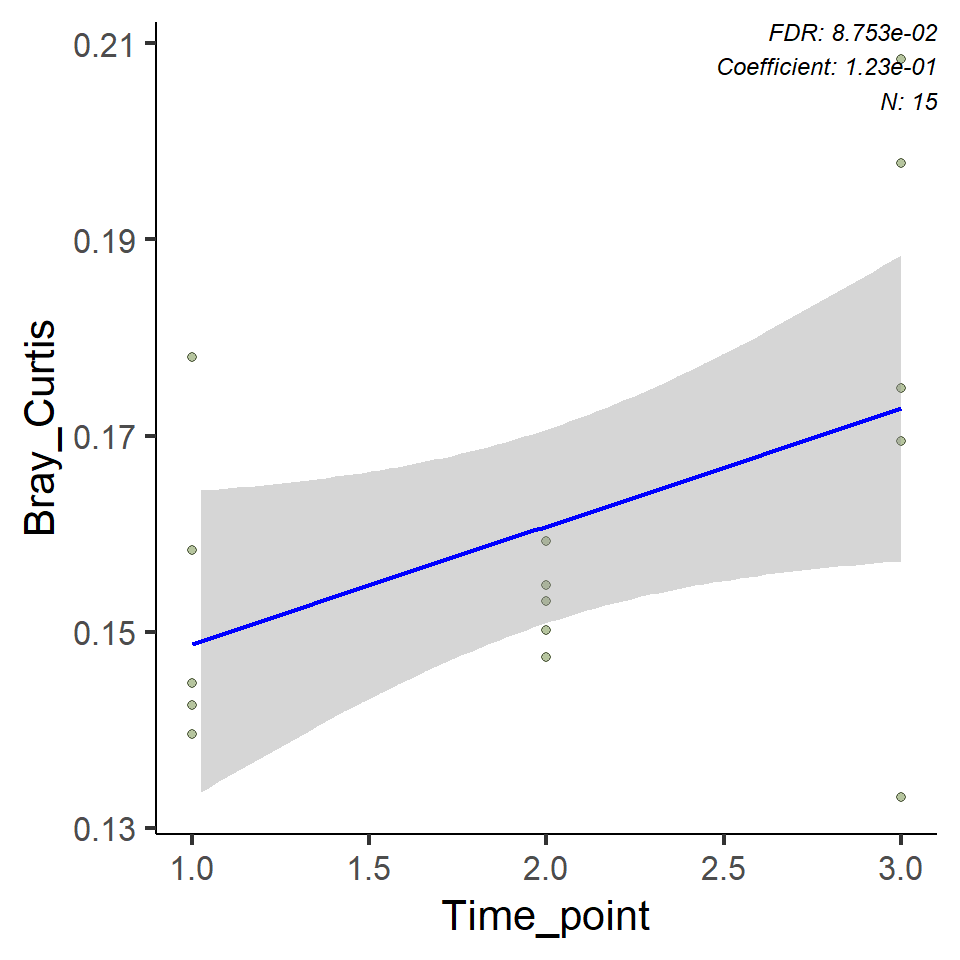 FDR: 8.753e-02
Coefficient: 1.23e-01
N: 15
0.21
0.19
0.17
0.15
0.13
Bray_Curtis
1.0 1.5 2.0 2.5 3.0
Time_point